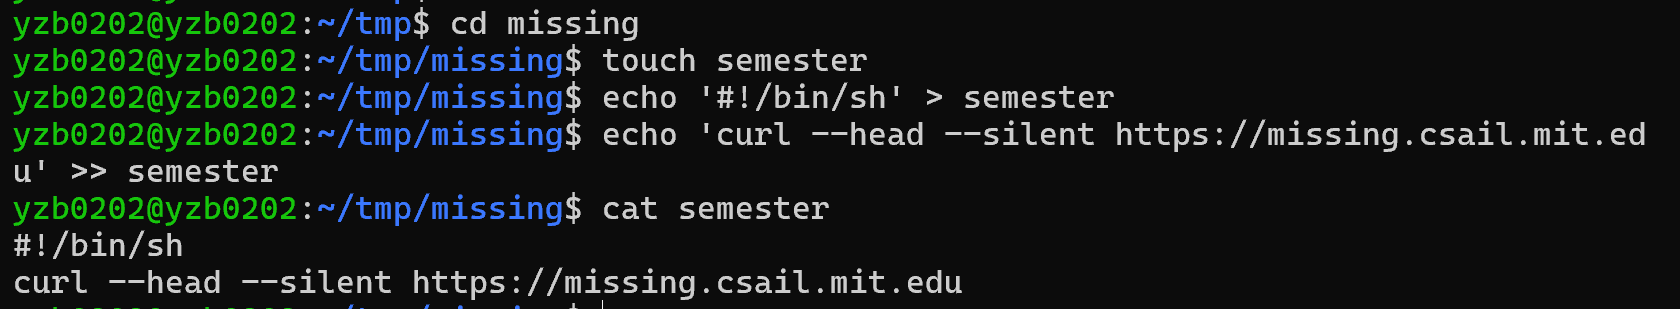 yzb0202@yzb0202:~/tmp$ cd missing
yzb0202@yzb0202:~/tmp/missing$ touch semester
yzb0202@yzb0202:~/tmp/missing$ echo '#!/bin/sh' > semester
yzb0202@yzb0202:~/tmp/missing$ echo 'curl --head --silent https://missing.csail.mit.ed
u' >> semester
yzb0202@yzb0202:~/tmp/missing$ cat semester
#!/bin/sh
curl --head --silent https://missing.csail.mit.edu